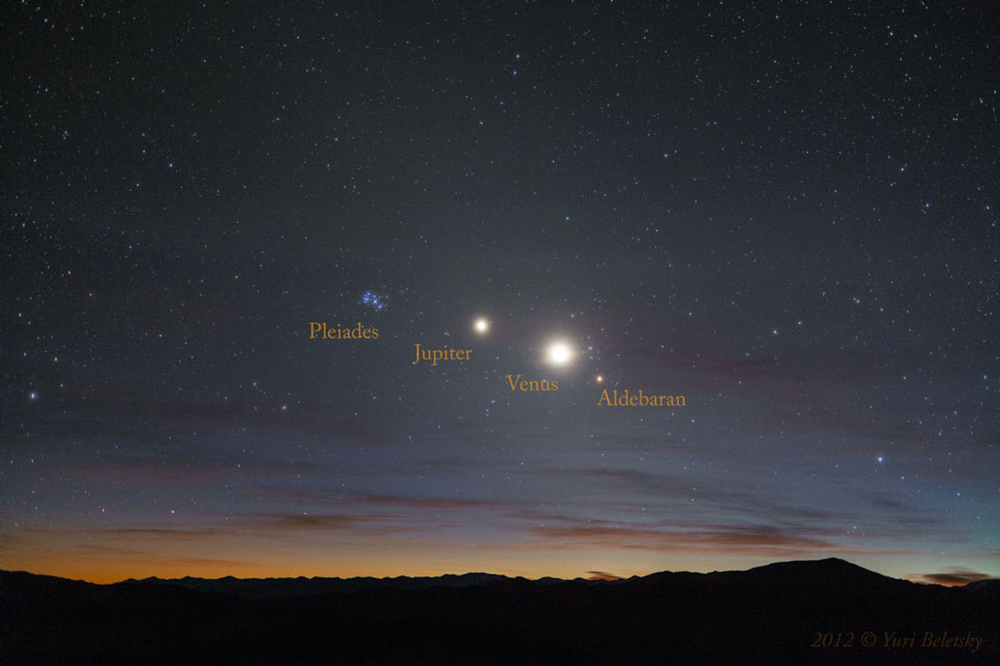 Pleiades
Jupiter
Venus
Aldebaran
2012 © Yuri Beletsky